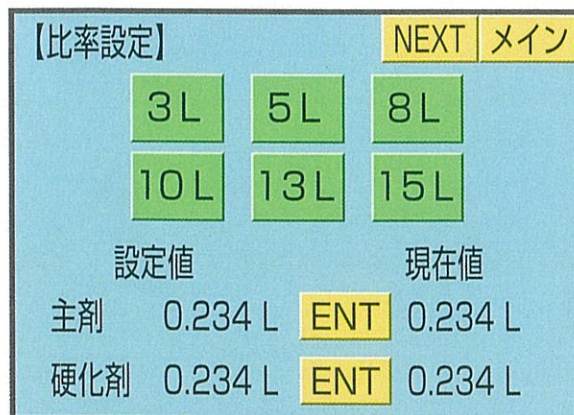 【比率設定】 NEXT メイン
3L 5L 8L
10L 13L 15L
設定値 現在値
主剤 0.234 L ENT 0.234 L
硬化剤 0.234 L ENT 0.234 L